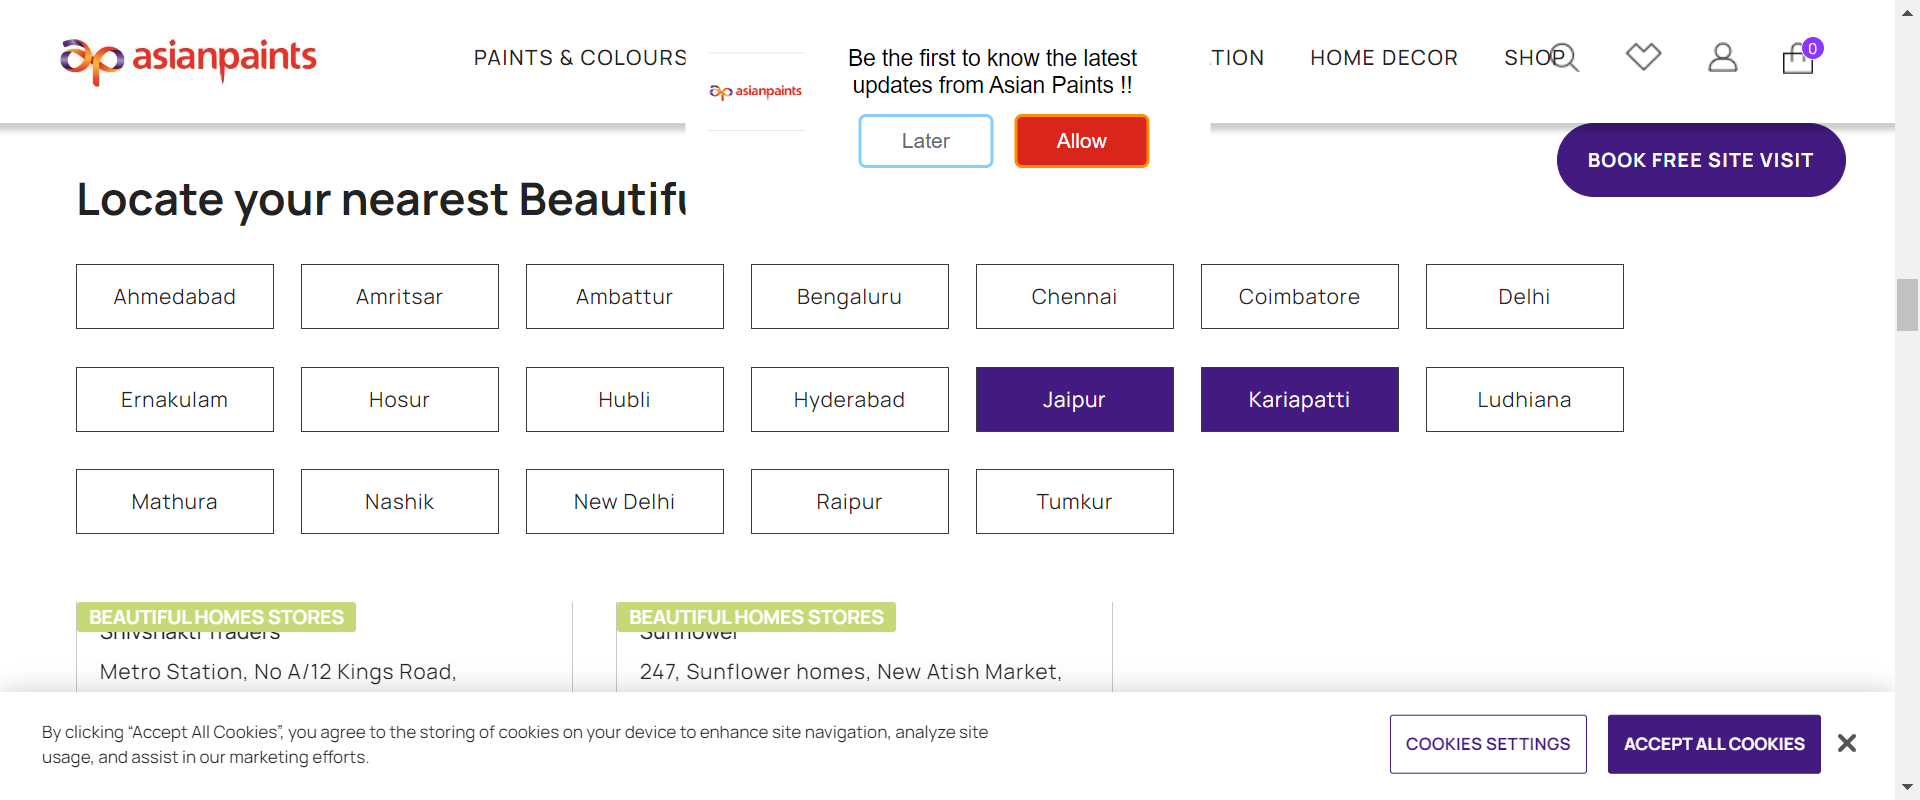 asianpaints
PAINTS & COLOURS
TION
HOME DECOR
SHOP
0
asianpaints
Be the first to know the latest
updates from Asian Paints !!
Later
Allow
BOOK FREE SITE VISIT
Locate your nearest Beautifu
Ahmedabad
Amritsar
Ambattur
Bengaluru
Chennai
Coimbatore
Delhi
Ernakulam
Hosur
Hubli
Hyderabad
Jaipur
Kariapatti
Ludhiana
Mathura
Nashik
New Delhi
Raipur
Tumkur
BEAUTIFUL HOMES STORES
Shivshakti Traders
Metro Station, No A/12 Kings Road,
BEAUTIFUL HOMES STORES
Sunflower
247, Sunflower homes, New Atish Market,
By clicking “Accept All Cookies”, you agree to the storing of cookies on your device to enhance site navigation, analyze site
usage, and assist in our marketing efforts.
COOKIES SETTINGS
ACCEPT ALL COOKIES